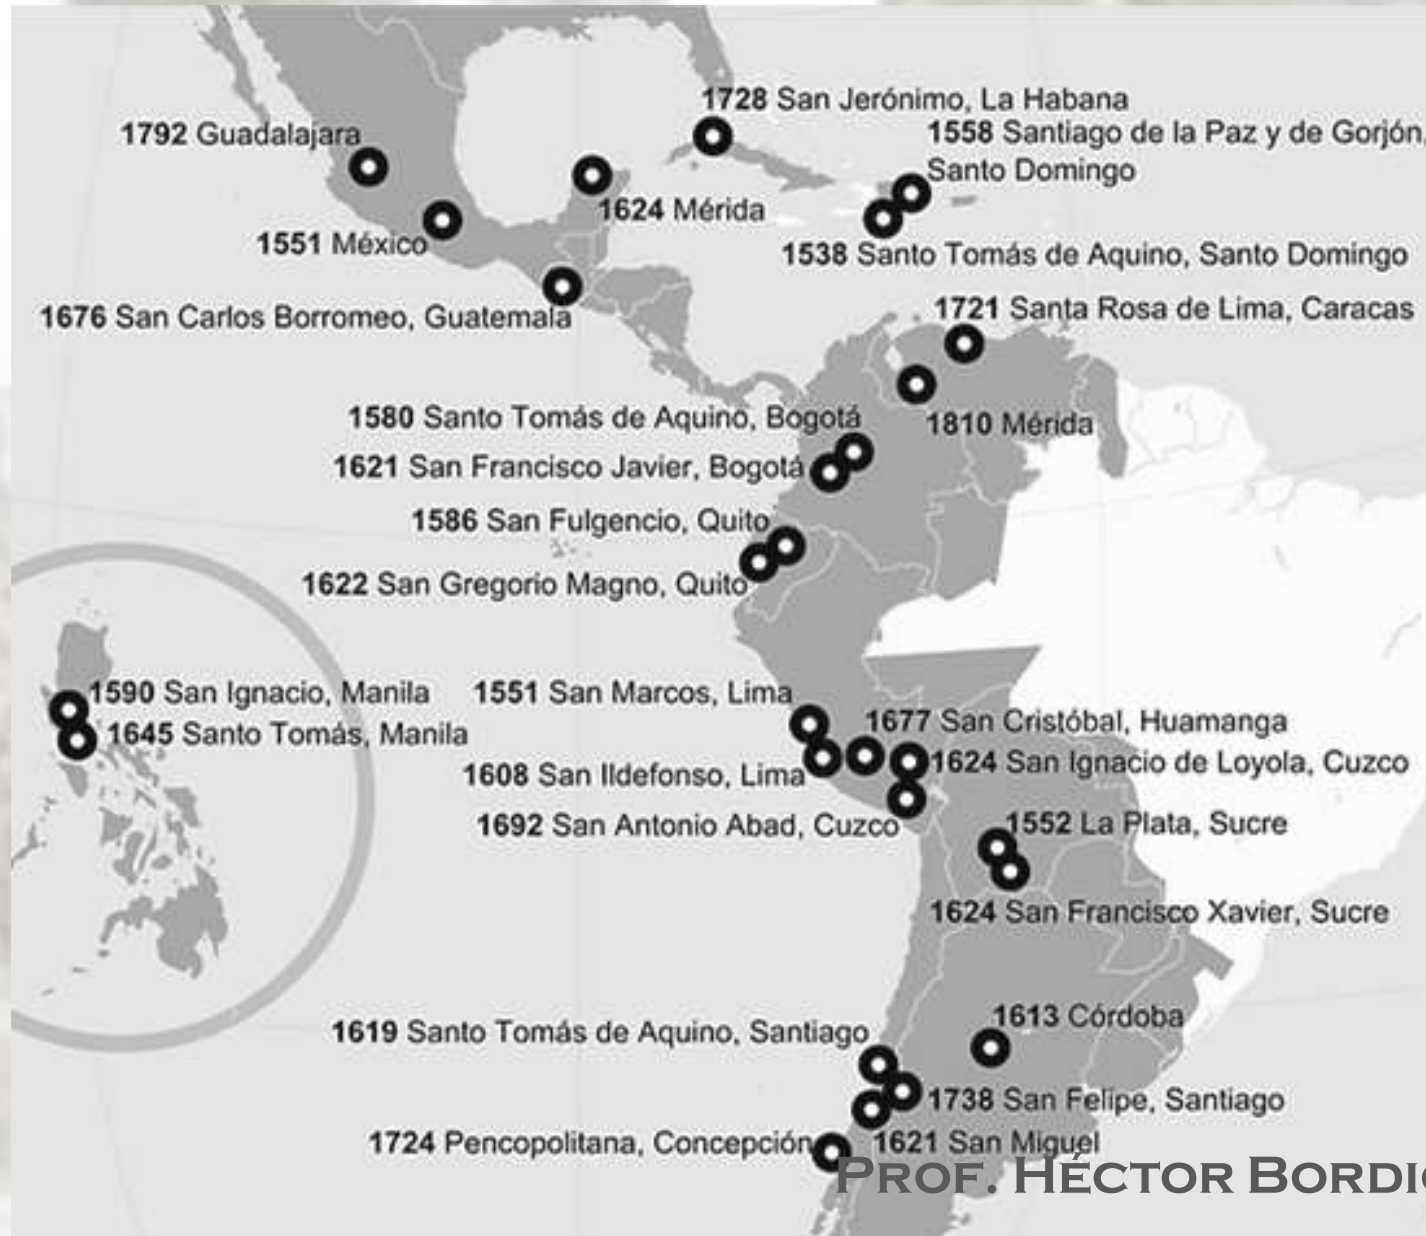 1728 San Jerónimo, La Habana
1792 Guadalajara
1558 Santiago de la Paz y de Gorjón,
Santo Domingo
1624 Mérida
1551 México
1538 Santo Tomás de Aquino, Santo Domingo
1676 San Carlos Borromeo, Guatemala
1721 Santa Rosa de Lima, Caracas
1580 Santo Tomás de Aquino, Bogotá
1810 Mérida
1621 San Francisco Javier, Bogotá
1586 San Fulgencio, Quito
1622 San Gregorio Magno, Quito
1590 San Ignacio, Manila
1645 Santo Tomás, Manila
1551 San Marcos, Lima
1677 San Cristóbal, Huamanga
1624 San Ignacio de Loyola, Cuzco
1608 San Ildefonso, Lima
1692 San Antonio Abad, Cuzco
1552 La Plata, Sucre
1624 San Francisco Xavier, Sucre
1613 Córdoba
1619 Santo Tomás de Aquino, Santiago
1738 San Felipe, Santiago
1724 Pencopolitana, Concepción
1621 San Miguel
PROF. HÉCTOR